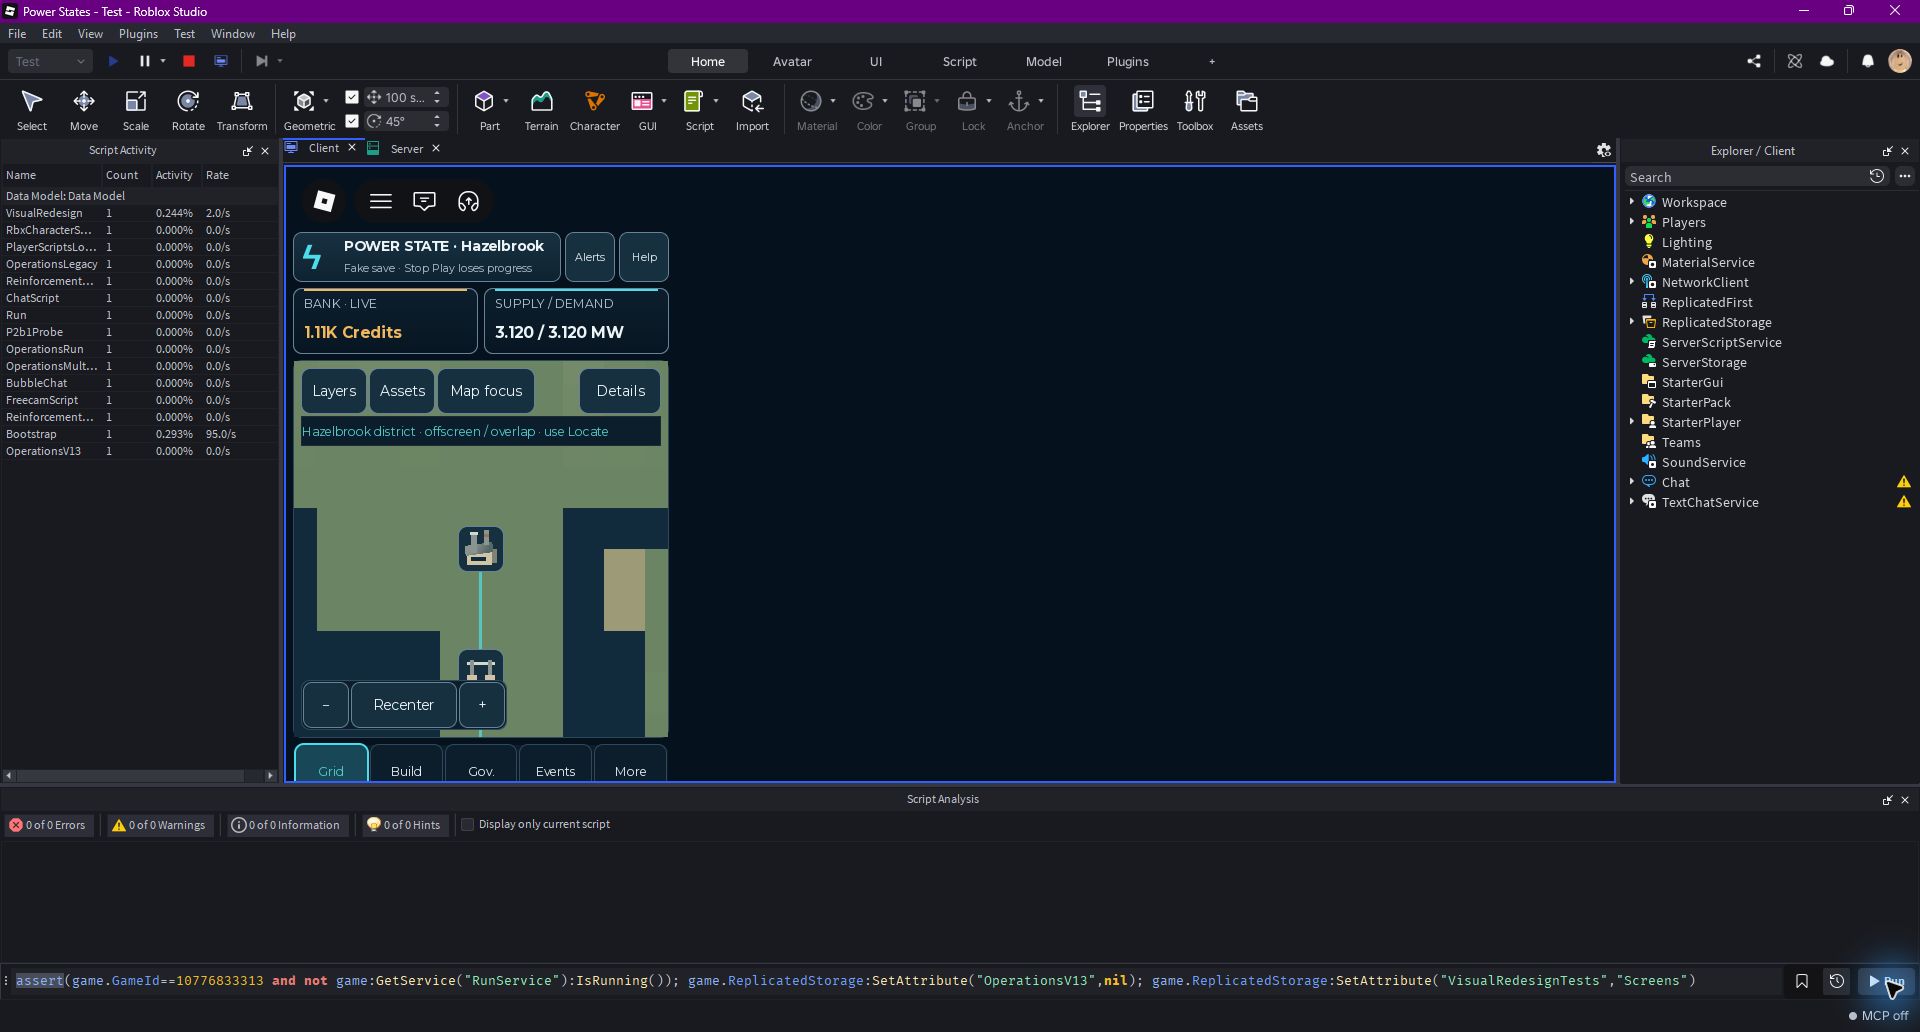 Power States - Test - Roblox Studio
File Edit View Plugins Test Window Help
Test
Home Avatar UI Script Model Plugins +
100 s...
45°
Select Move Scale Rotate Transform Geometric Part Terrain Character GUI Script Import Material Color Group Lock Anchor Explorer Properties Toolbox Assets
Script Activity
Name Count Activity Rate
Data Model: Data Model
VisualRedesign 1 0.244% 2.0/s
RbxCharacterS... 1 0.000% 0.0/s
PlayerScriptsLo... 1 0.000% 0.0/s
OperationsLegacy 1 0.000% 0.0/s
Reinforcement... 1 0.000% 0.0/s
ChatScript 1 0.000% 0.0/s
Run 1 0.000% 0.0/s
P2b1Probe 1 0.000% 0.0/s
OperationsRun 1 0.000% 0.0/s
OperationsMult... 1 0.000% 0.0/s
BubbleChat 1 0.000% 0.0/s
FreecamScript 1 0.000% 0.0/s
Reinforcement... 1 0.000% 0.0/s
Bootstrap 1 0.293% 95.0/s
OperationsV13 1 0.000% 0.0/s
Client Server
POWER STATE · Hazelbrook
Fake save · Stop Play loses progress
Alerts Help
BANK · LIVE
1.11K Credits
SUPPLY / DEMAND
3.120 / 3.120 MW
Layers Assets Map focus Details
Hazelbrook district · offscreen / overlap · use Locate
– Recenter +
Grid Build Gov. Events More
Explorer / Client
Search
Workspace
Players
Lighting
MaterialService
NetworkClient
ReplicatedFirst
ReplicatedStorage
ServerScriptService
ServerStorage
StarterGui
StarterPack
StarterPlayer
Teams
SoundService
Chat
TextChatService
Script Analysis
0 of 0 Errors 0 of 0 Warnings 0 of 0 Information 0 of 0 Hints Display only current script
assert(game.GameId==10776833313 and not game:GetService("RunService"):IsRunning()); game.ReplicatedStorage:SetAttribute("OperationsV13",nil); game.ReplicatedStorage:SetAttribute("VisualRedesignTests","Screens")
MCP off